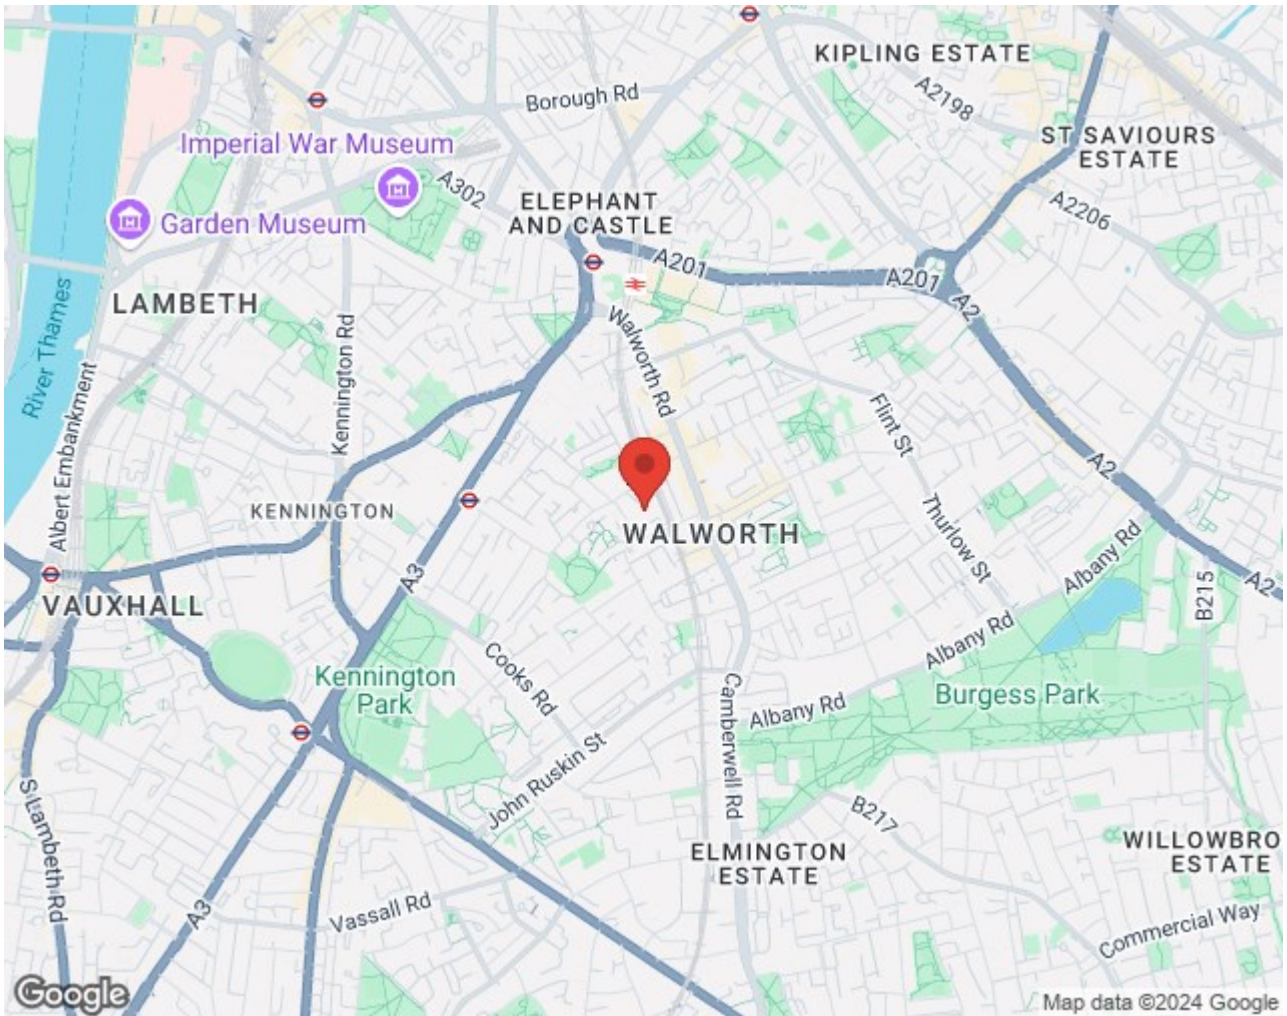 KIPLING ESTATE
A2198
Borough Rd
ST SAVIOURS
ESTATE
Imperial War Museum
A302
ELEPHANT
AND CASTLE
A2206
Garden Museum
A201
A201
A2
LAMBETH
River Thames
Kennington Rd
Walworth Rd
Albert Embankment
Flint St
A2
KENNINGTON
Thurlow St
WALWORTH
Albany Rd
A3
A2
B215
VAUXHALL
Albany Rd
Cooks Rd
Kennington
Park
Burgess Park
Albany Rd
Camberwell Rd
John Ruskin St
S Lambeth Rd
B217
ELMINGTON
ESTATE
WILLOWBRO
ESTATE
Vassall Rd
A3
Commercial Way
Google
Map data ©2024 Google